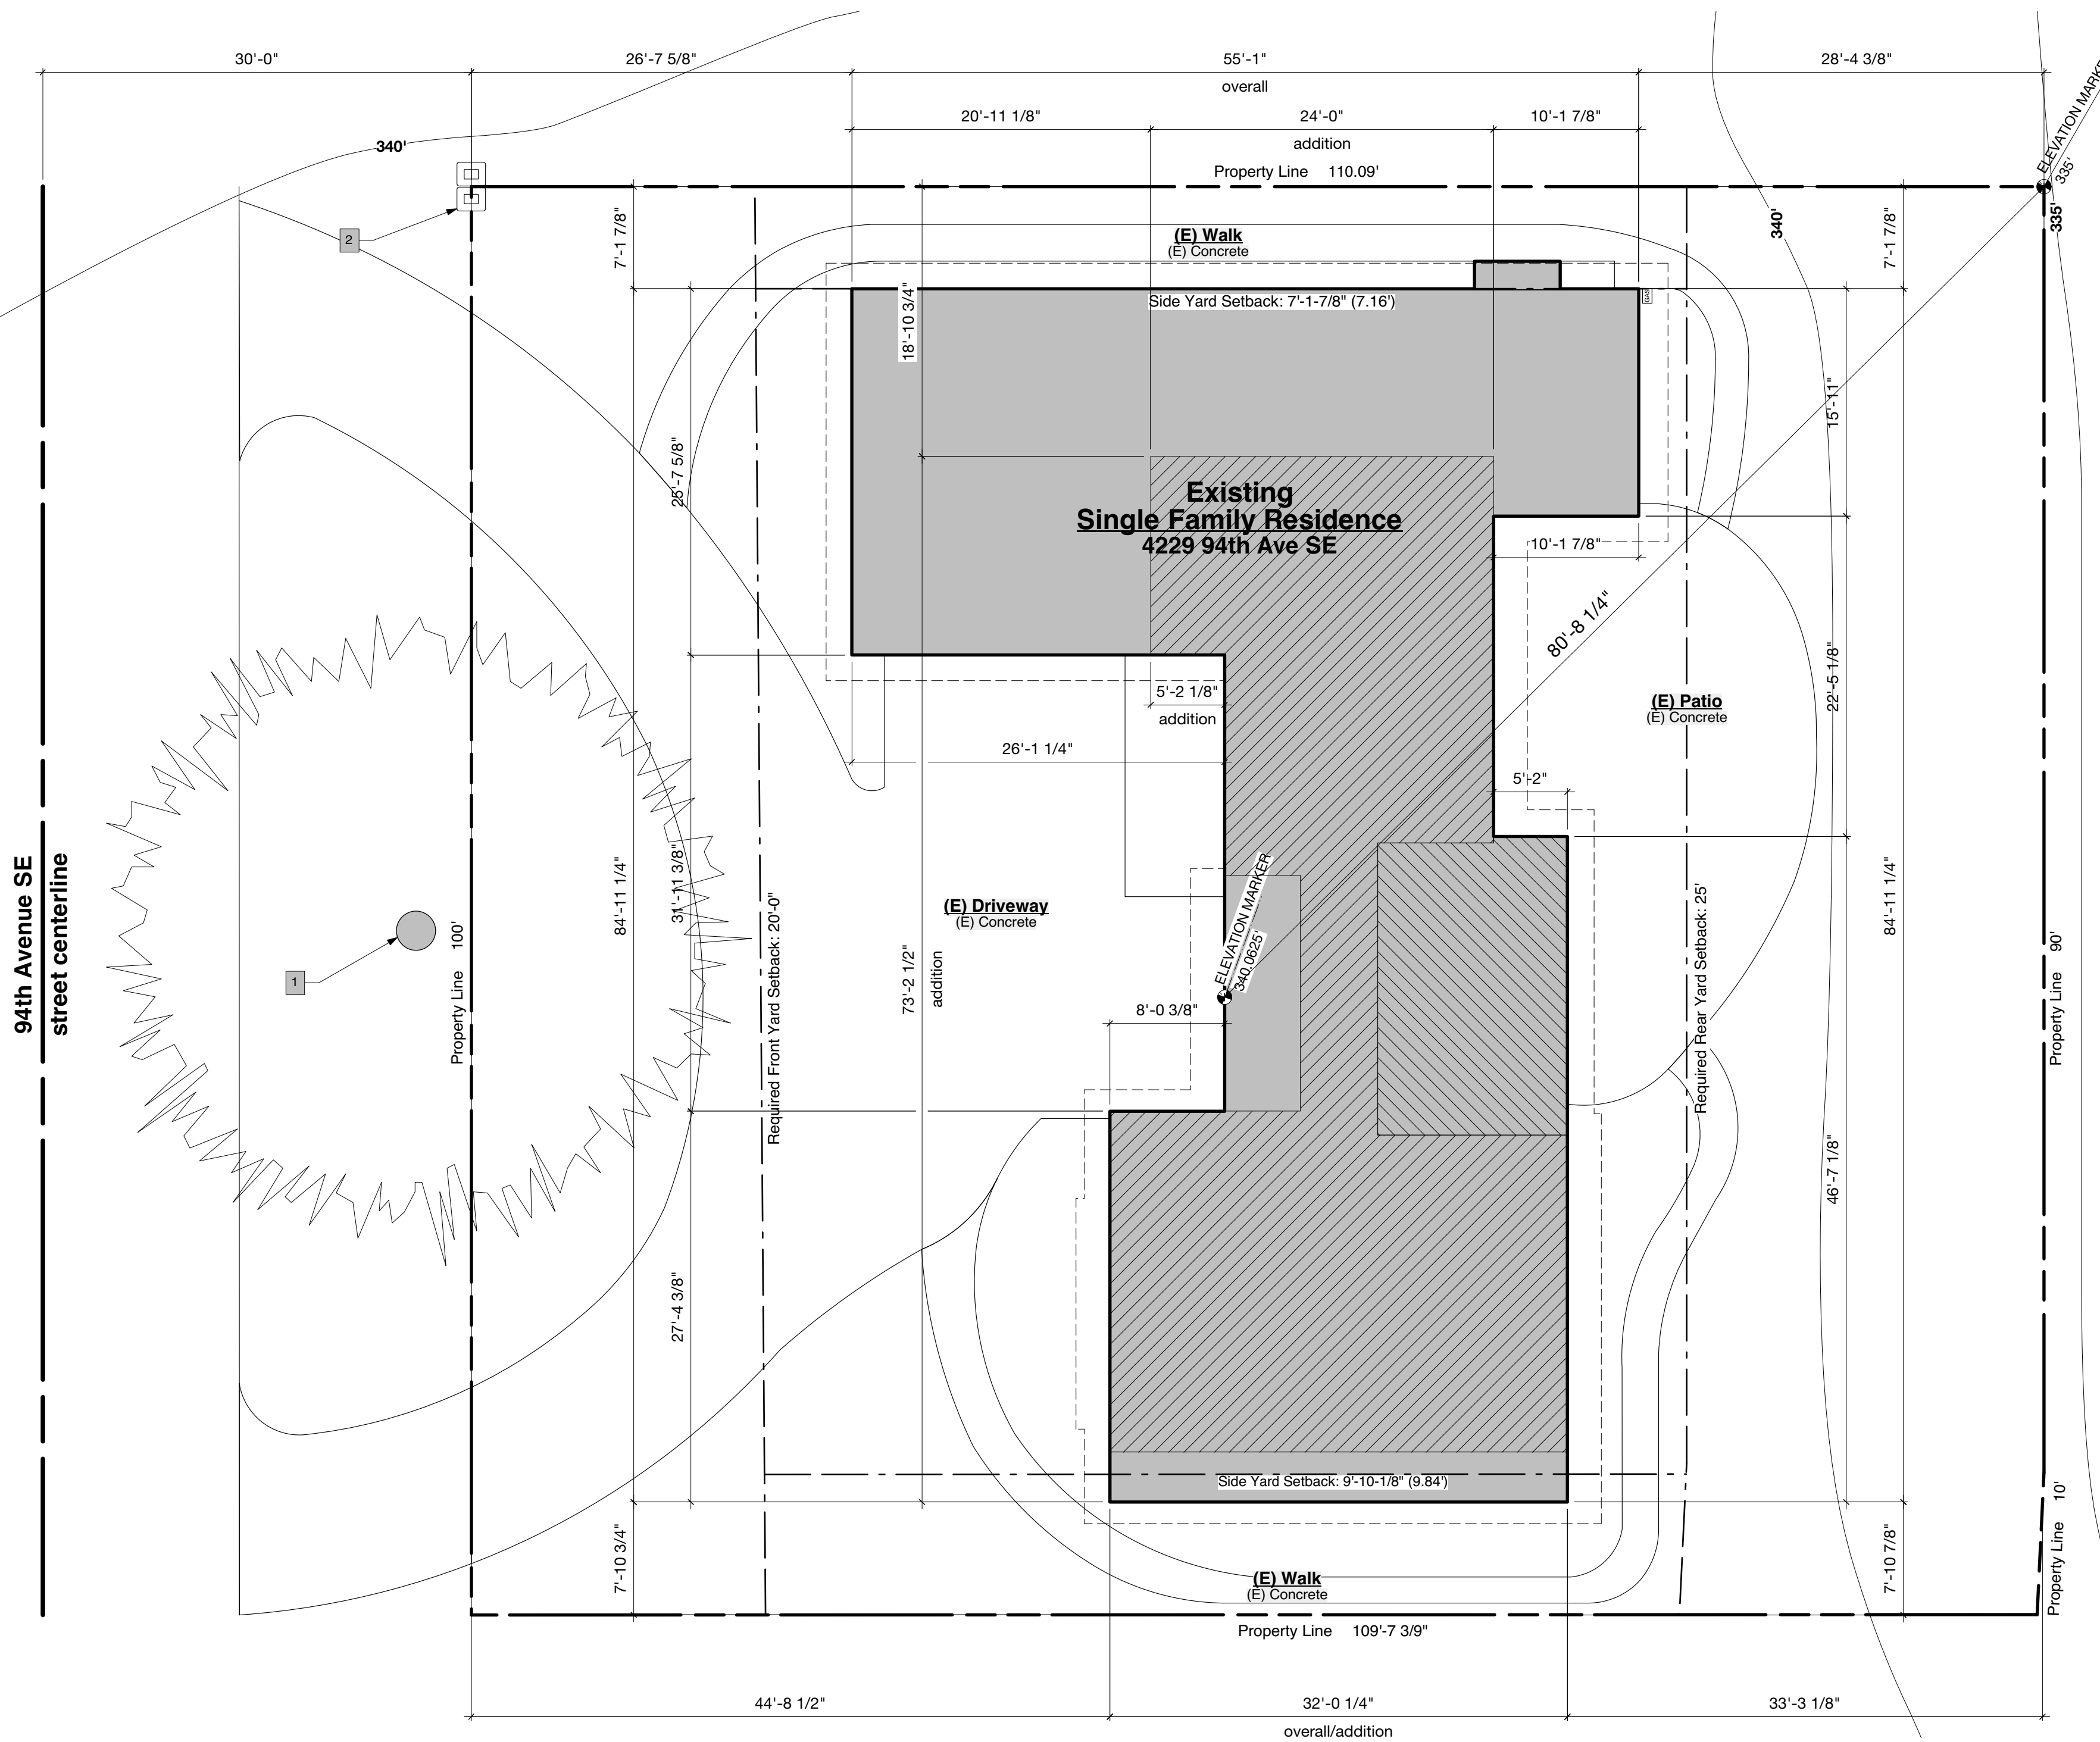 30'-0"
26'-7 5/8"
55'-1"
overall
28'-4 3/8"
20'-11 1/8"
24'-0"
addition
10'-1 7/8"
Property Line 110.09'
340'
2
7'-1 7/8"
(E) Walk
(E) Concrete
Side Yard Setback: 7'-1-7/8" (7.16')
GAS
18'-10 3/4"
340'
7'-1 7/8"
335'
335'
15'-11"
25'-7 5/8"
Existing
Single Family Residence
4229 94th Ave SE
10'-1 7/8"
80'-8 1/4"
5'-2 1/8"
addition
26'-1 1/4"
(E) Patio
(E) Concrete
22'-5 1/8"
5'-2"
94th Avenue SE
street centerline
1
Property Line 100'
84'-11 1/4"
31'-11 3/8"
Required Front Yard Setback: 20'-0"
73'-2 1/2"
addition
(E) Driveway
(E) Concrete
ELEVATION MARKER
340.0625'
8'-0 3/8"
Required Rear Yard Setback: 25'
84'-11 1/4"
Property Line 90'
46'-7 1/8"
27'-4 3/8"
Side Yard Setback: 9'-10-1/8" (9.84')
7'-10 3/4"
(E) Walk
(E) Concrete
7'-10 7/8"
Property Line 10'
Property Line 109'-7 3/9"
44'-8 1/2"
32'-0 1/4"
overall/addition
33'-3 1/8"